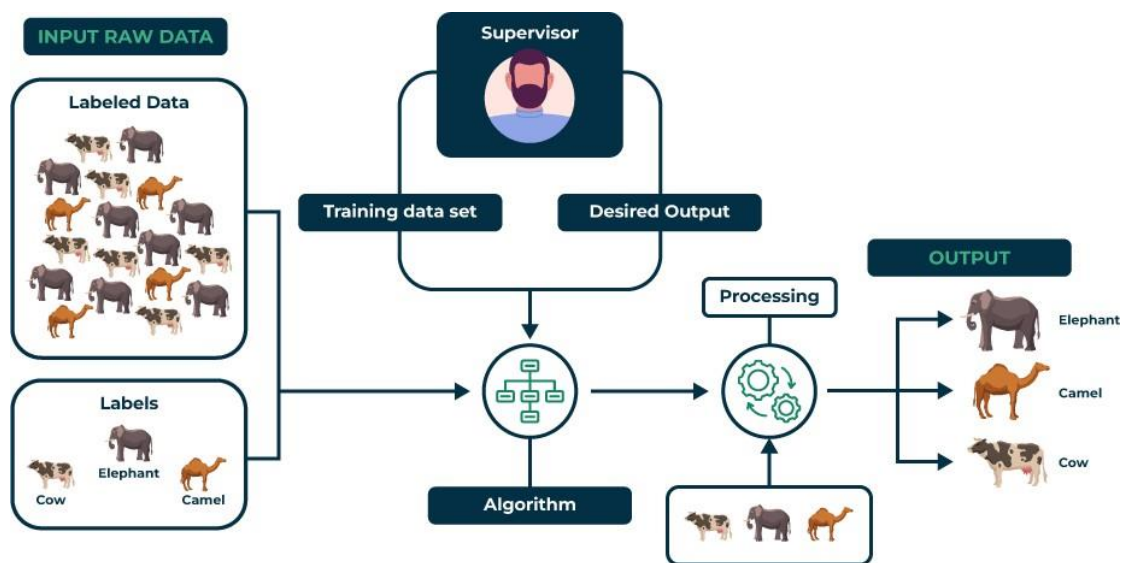 INPUT RAW DATA
Labeled Data
Labels
Elephant
Cow
Camel
Supervisor
Training data set
Desired Output
Algorithm
Processing
OUTPUT
Elephant
Camel
Cow